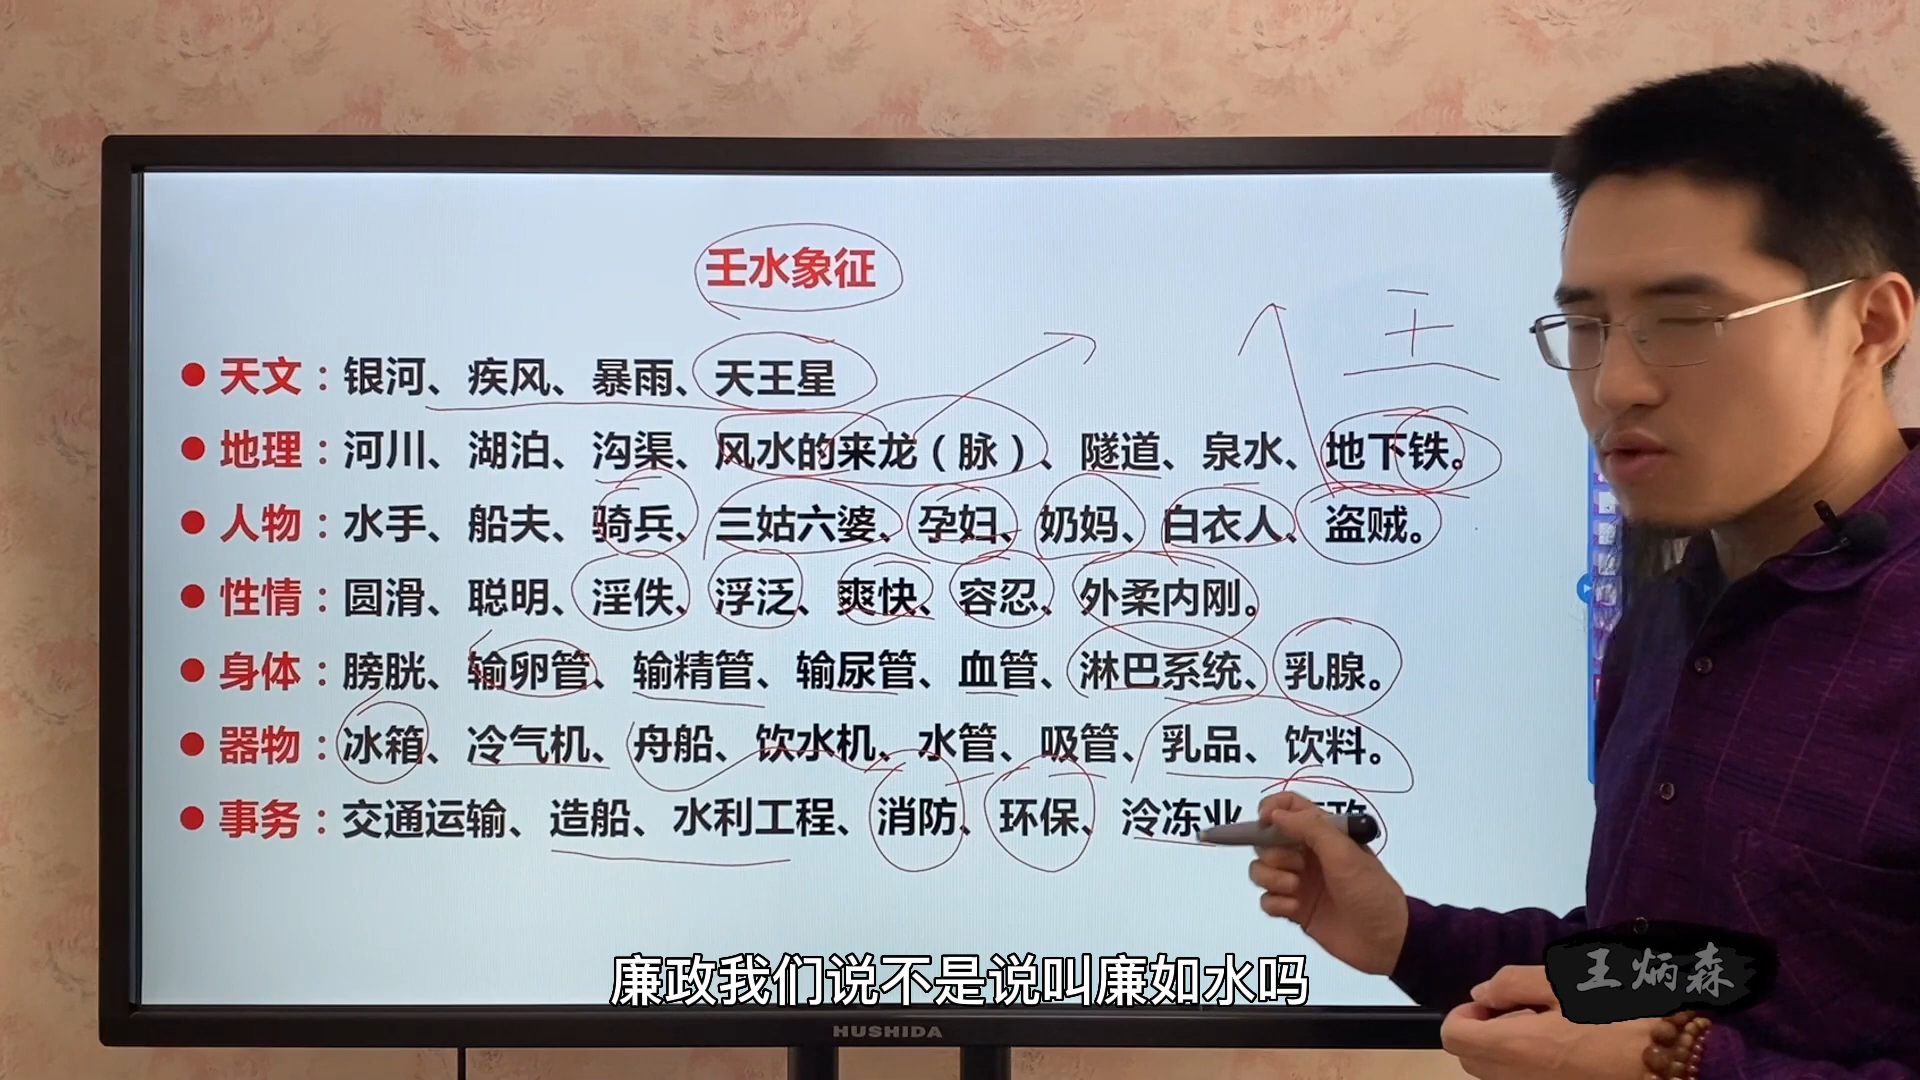 壬水象征
壬
天文：银河、疾风、暴雨、天王星
地理：河川、湖泊、沟渠、风水的来龙（脉）、隧道、泉水、地下铁。
人物：水手、船夫、骑兵、三姑六婆、孕妇、奶妈、白衣人、盗贼。
性情：圆滑、聪明、淫佚、浮泛、爽快、容忍、外柔内刚。
身体：膀胱、输卵管、输精管、输尿管、血管、淋巴系统、乳腺。
器物：冰箱、冷气机、舟船、饮水机、水管、吸管、乳品、饮料。
事务：交通运输、造船、水利工程、消防、环保、冷冻业
廉政我们说不是说叫廉如水吗
王炳森
HUSHIDA